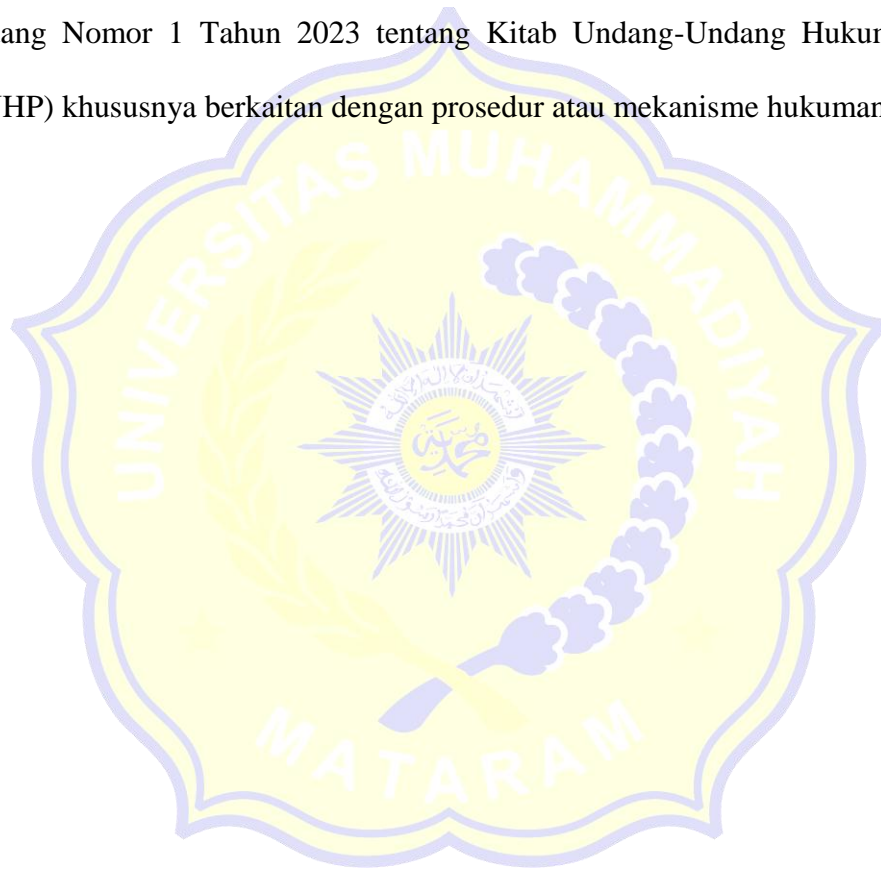 ang Nomor 1 Tahun 2023 tentang Kitab Undang-Undang Hukum
HP) khususnya berkaitan dengan prosedur atau mekanisme hukuman
UNIVERSITAS MUHAMMADIYAH
MATARAM